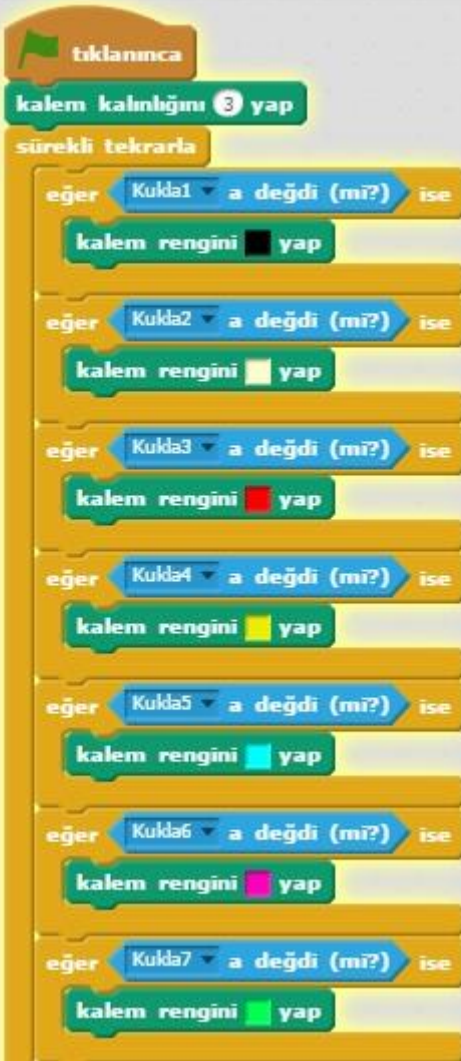 tıklanınca
kalem kalınlığını 3 yap
sürekli tekrarla
eğer Kukla1 a değdi (mi?) ise
kalem rengini yap
eğer Kukla2 a değdi (mi?) ise
kalem rengini yap
eğer Kukla3 a değdi (mi?) ise
kalem rengini yap
eğer Kukla4 a değdi (mi?) ise
kalem rengini yap
eğer Kukla5 a değdi (mi?) ise
kalem rengini yap
eğer Kukla6 a değdi (mi?) ise
kalem rengini yap
eğer Kukla7 a değdi (mi?) ise
kalem rengini yap